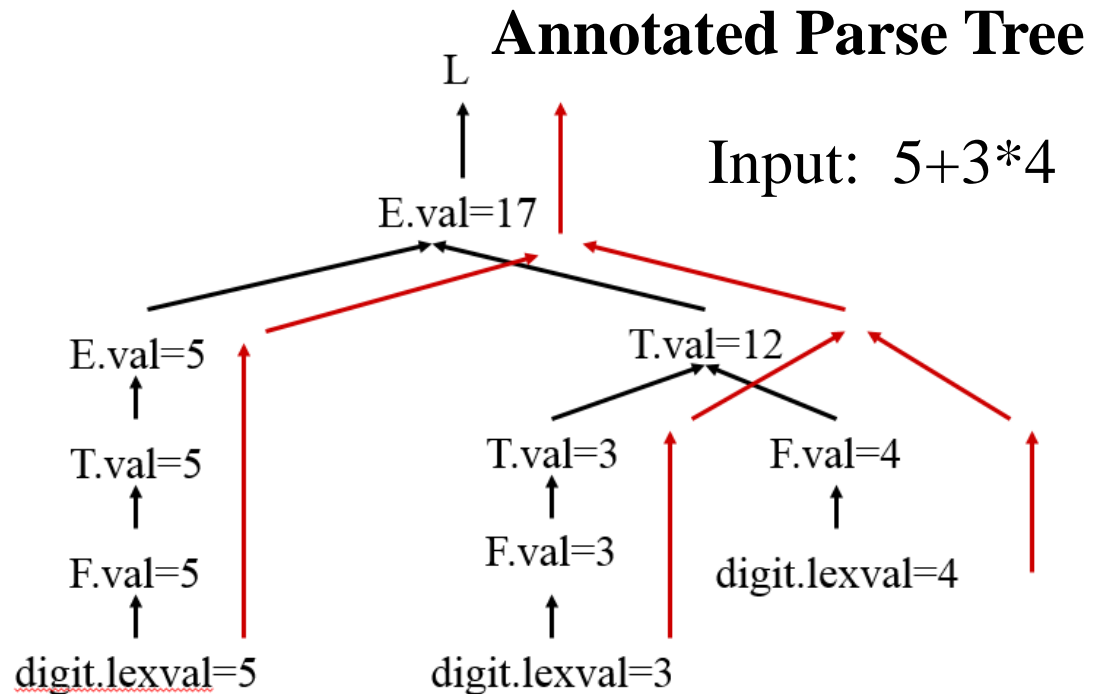 Annotated Parse Tree
L
Input: 5+3*4
E.val=17
E.val=5
T.val=12
T.val=5
T.val=3
F.val=4
F.val=5
F.val=3
digit.lexval=4
digit.lexval=5
digit.lexval=3